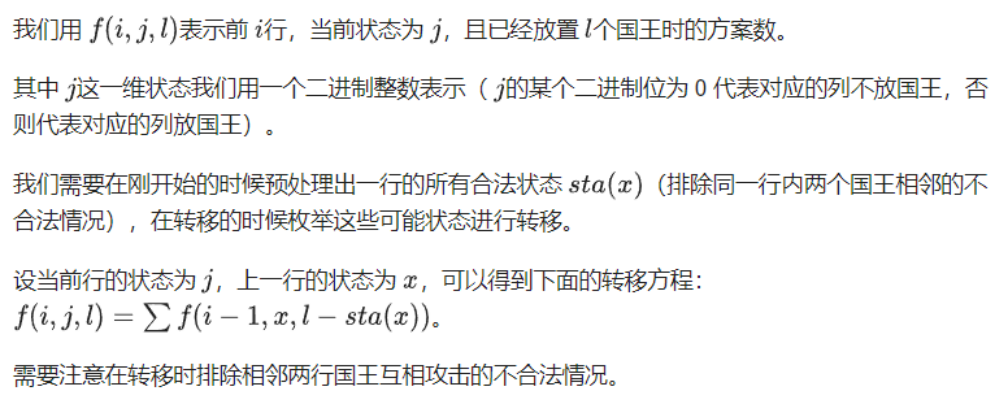 我们用 f(i, j, l)表示前 i行，当前状态为 j，且已经放置 l个国王时的方案数。
其中 j这一维状态我们用一个二进制整数表示（ j的某个二进制位为 0 代表对应的列不放国王，否
则代表对应的列放国王）。
我们需要在刚开始的时候预处理出一行的所有合法状态 sta(x)（排除同一行内两个国王相邻的不
合法情况），在转移的时候枚举这些可能状态进行转移。
设当前行的状态为 j，上一行的状态为 x，可以得到下面的转移方程：
f(i, j, l) = ∑ f(i − 1, x, l − sta(x))。
需要注意在转移时排除相邻两行国王互相攻击的不合法情况。